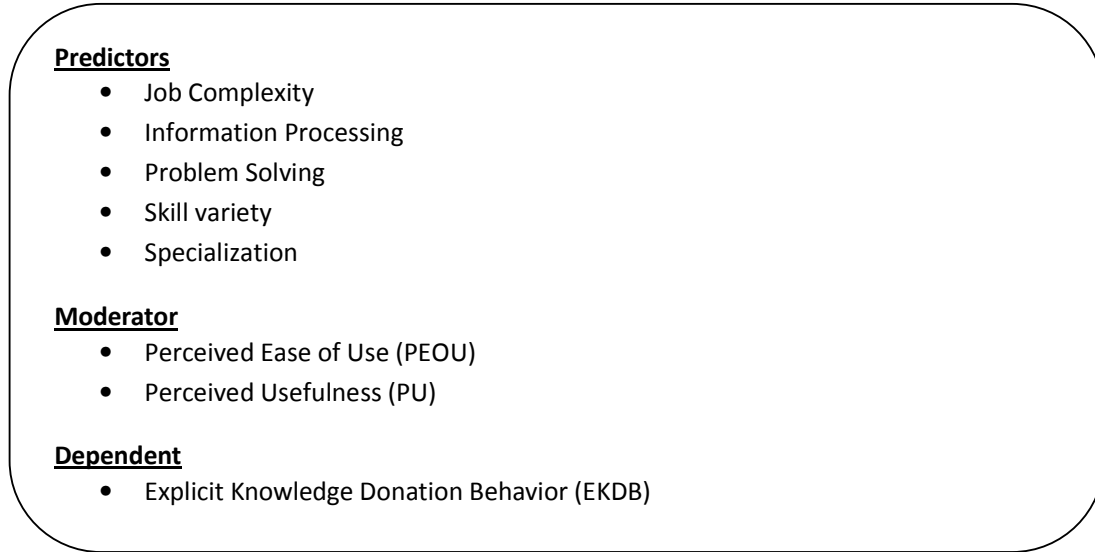 Predictors
• Job Complexity
• Information Processing
• Problem Solving
• Skill variety
• Specialization
Moderator
• Perceived Ease of Use (PEOU)
• Perceived Usefulness (PU)
Dependent
• Explicit Knowledge Donation Behavior (EKDB)